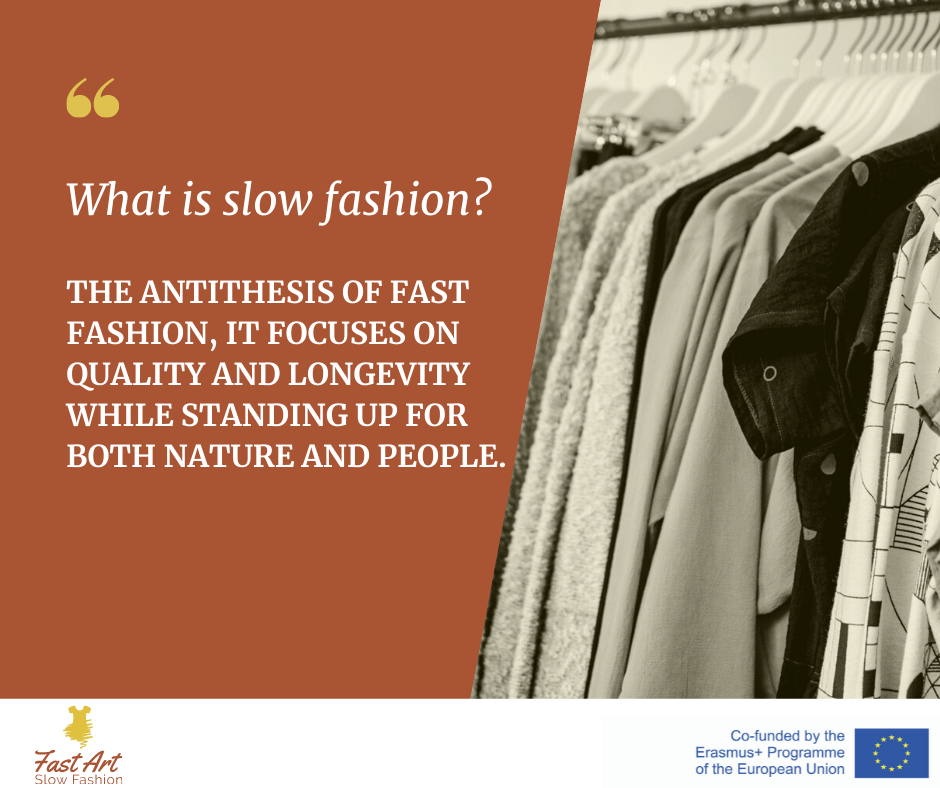 “
What is slow fashion?
THE ANTITHESIS OF FAST
FASHION, IT FOCUSES ON
QUALITY AND LONGEVITY
WHILE STANDING UP FOR
BOTH NATURE AND PEOPLE.
Fast Art
Slow Fashion
Co-funded by the
Erasmus+ Programme
of the European Union